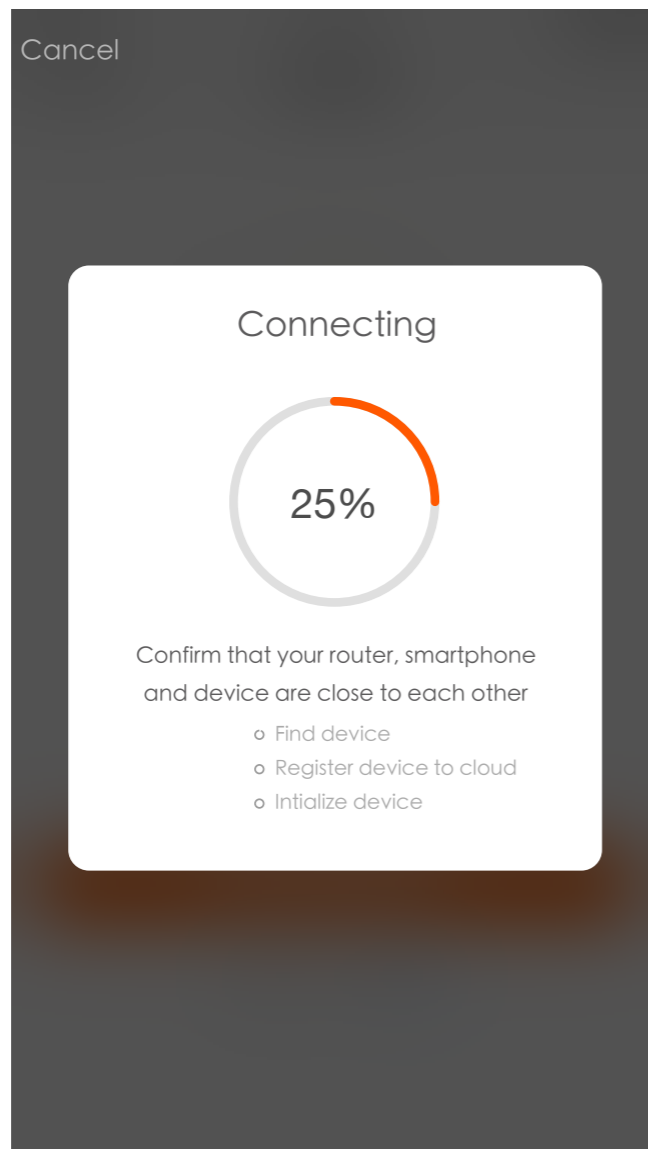 Cancel
Connecting
25%
Confirm that your router, smartphone
and device are close to each other
Find device
Register device to cloud
Intialize device